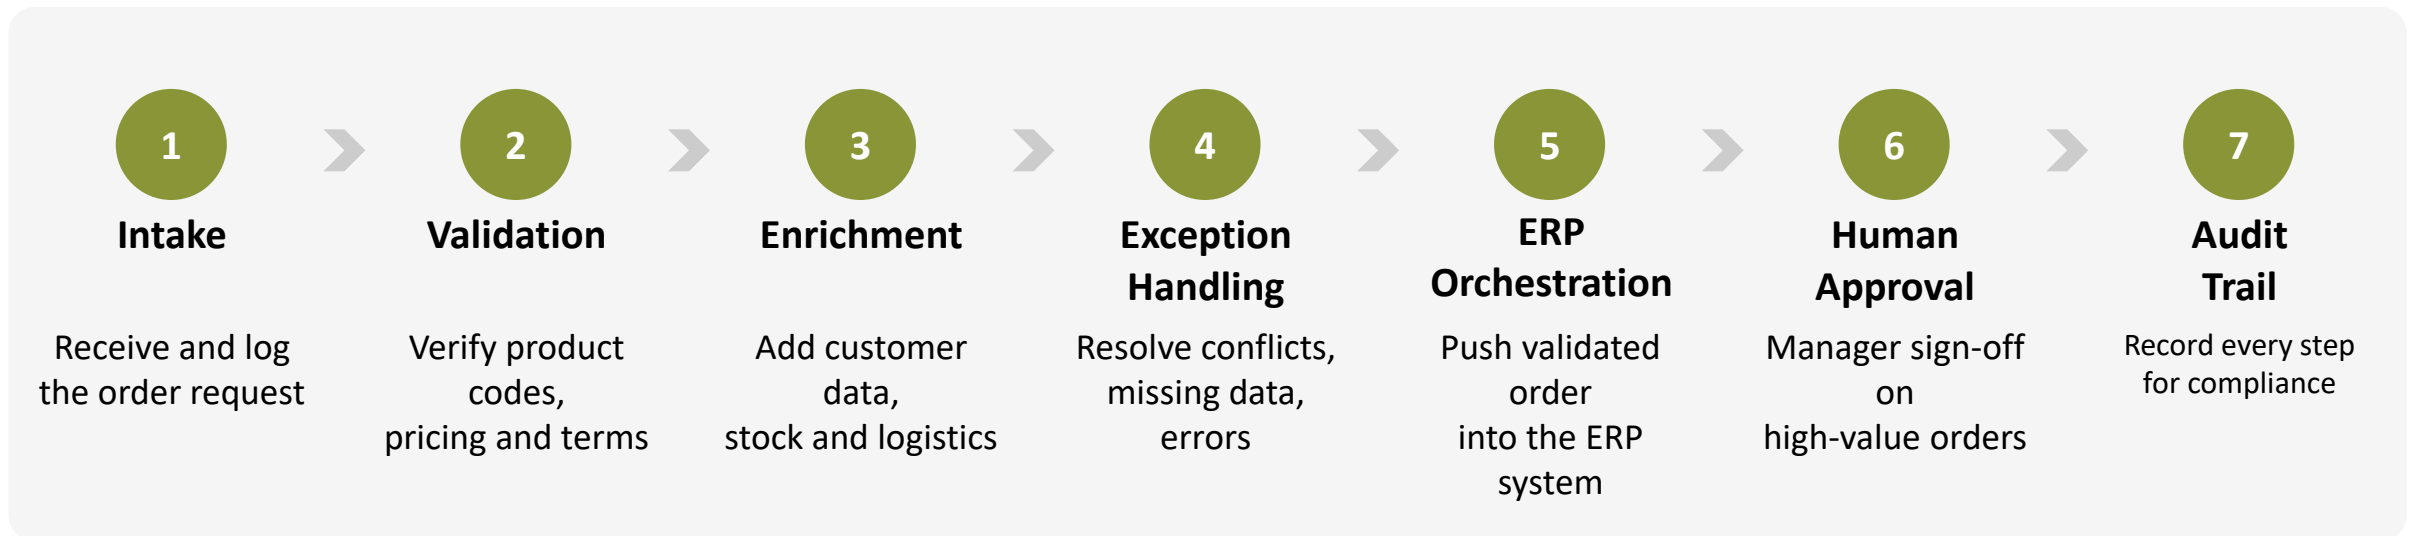 1
Intake
Receive and log
the order request
2
Validation
Verify product
codes,
pricing and terms
3
Enrichment
Add customer
data,
stock and logistics
4
Exception
Handling
Resolve conflicts,
missing data,
errors
5
ERP
Orchestration
Push validated
order
into the ERP
system
6
Human
Approval
Manager sign-off
on
high-value orders
7
Audit
Trail
Record every step
for compliance